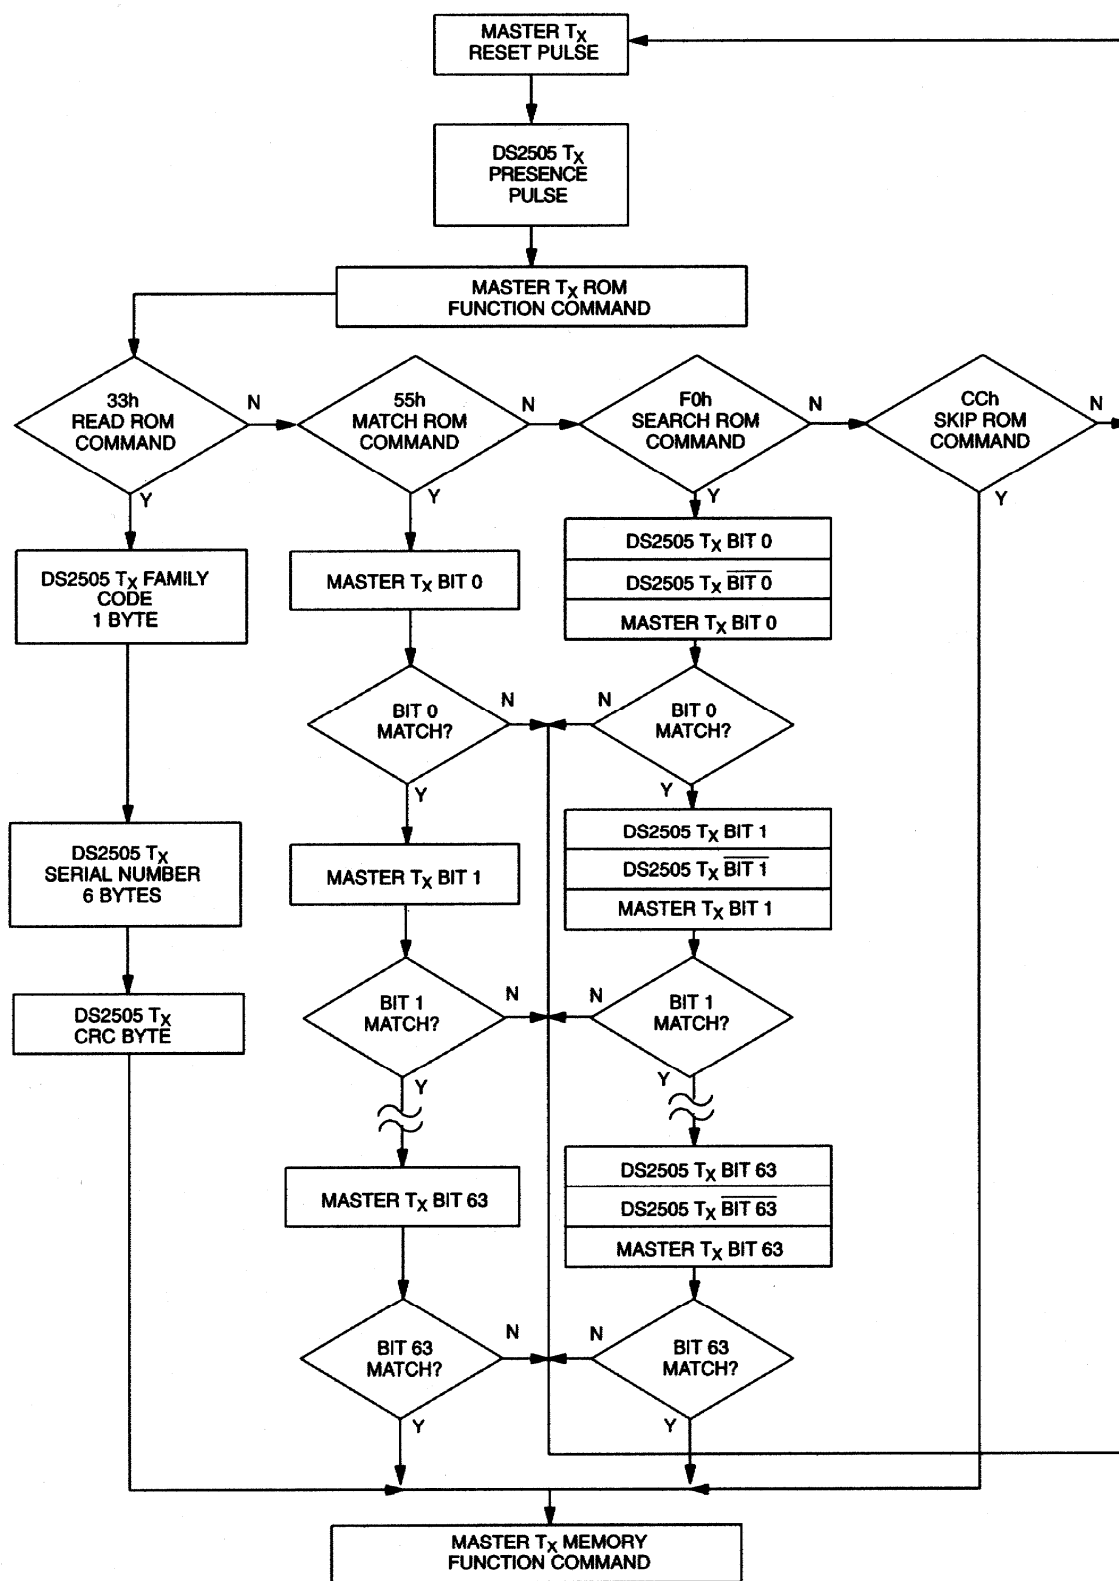 MASTER TX
RESET PULSE
DS2505 TX
PRESENCE
PULSE
MASTER TX ROM
FUNCTION COMMAND
33h
READ ROM
COMMAND
N
Y
55h
MATCH ROM
COMMAND
N
Y
F0h
SEARCH ROM
COMMAND
N
Y
CCh
SKIP ROM
COMMAND
N
Y
DS2505 TX FAMILY
CODE
1 BYTE
MASTER TX BIT 0
DS2505 TX BIT 0
DS2505 TX BIT 0
MASTER TX BIT 0
BIT 0
MATCH?
N
Y
N
BIT 0
MATCH?
Y
DS2505 TX
SERIAL NUMBER
6 BYTES
MASTER TX BIT 1
DS2505 TX BIT 1
DS2505 TX BIT 1
MASTER TX BIT 1
DS2505 TX
CRC BYTE
BIT 1
MATCH?
N
Y
N
BIT 1
MATCH?
Y
MASTER TX BIT 63
DS2505 TX BIT 63
DS2505 TX BIT 63
MASTER TX BIT 63
BIT 63
MATCH?
N
Y
N
BIT 63
MATCH?
Y
MASTER TX MEMORY
FUNCTION COMMAND